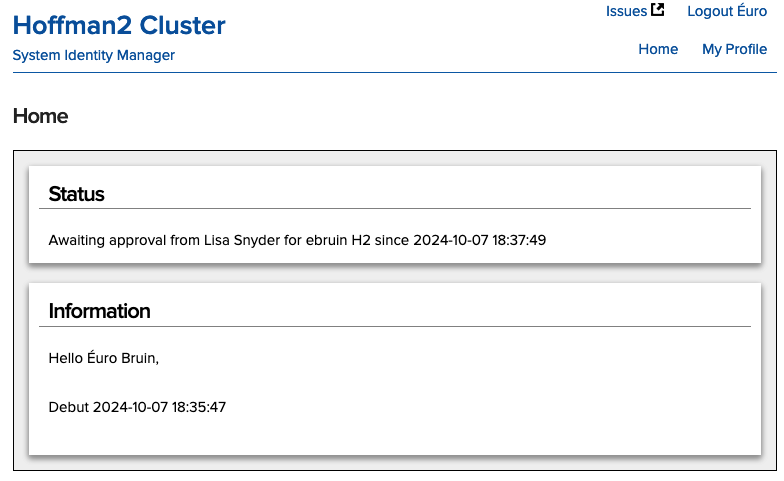 Hoffman2 Cluster
System Identity Manager
Issues Logout Éuro
Home My Profile
Home
Status
Awaiting approval from Lisa Snyder for ebruin H2 since 2024-10-07 18:37:49
Information
Hello Éuro Bruin,
Debut 2024-10-07 18:35:47